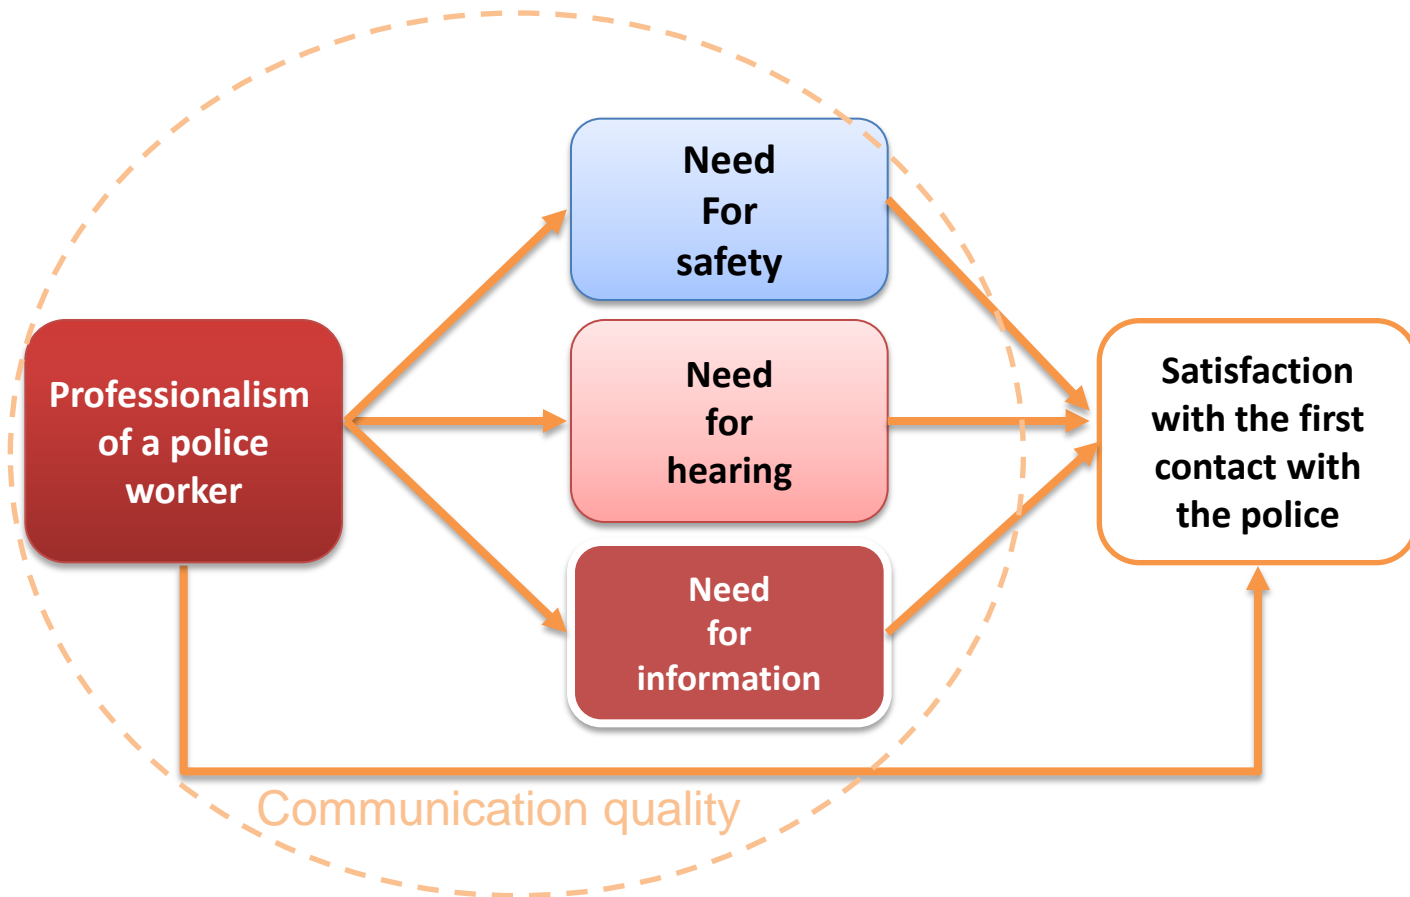 Need
For
safety
Professionalism
of a police
worker
Need
for
hearing
Satisfaction
with the first
contact with
the police
Need
for
information
Communication quality